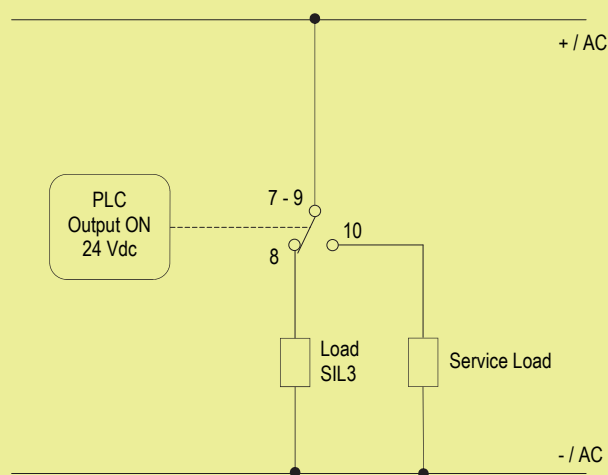 + / AC
PLC
Output ON
24 Vdc
7 - 9
10
8
Load
SIL3
Service Load
- / AC